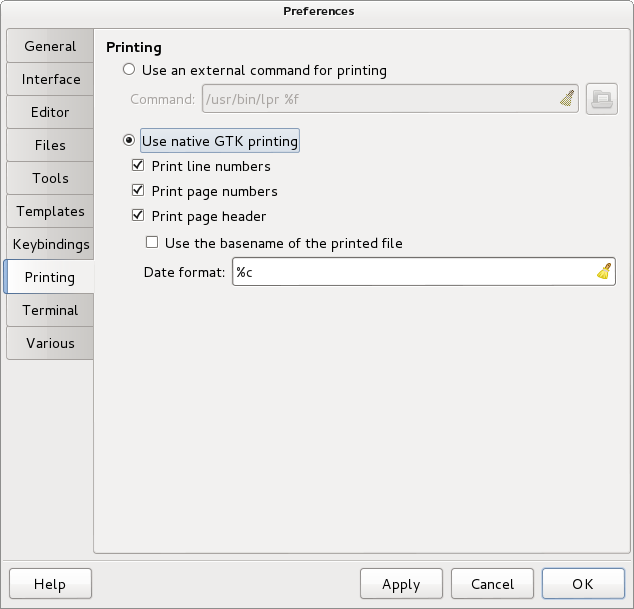 Preferences
General
Interface
Editor
Files
Tools
Templates
Keybindings
Printing
Terminal
Various
Printing
Use an external command for printing
Command: /usr/bin/lpr %f
Use native GTK printing
Print line numbers
Print page numbers
Print page header
Use the basename of the printed file
Date format: %c
Help Apply Cancel OK